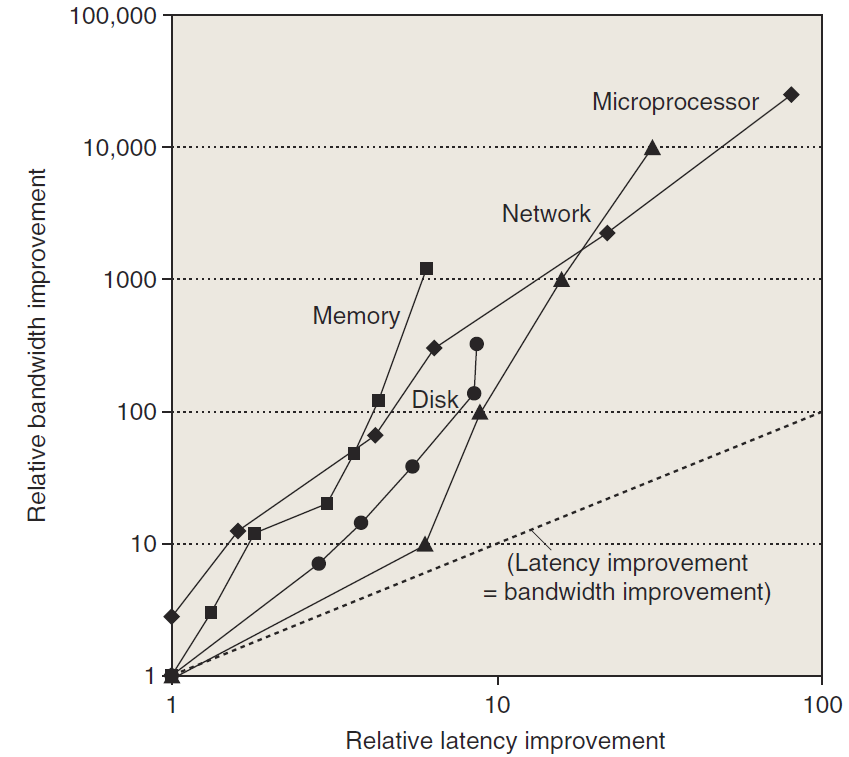 100,000
10,000
1000
100
10
1
Relative bandwidth improvement
Microprocessor
Network
Memory
Disk
(Latency improvement
= bandwidth improvement)
1
10
100
Relative latency improvement